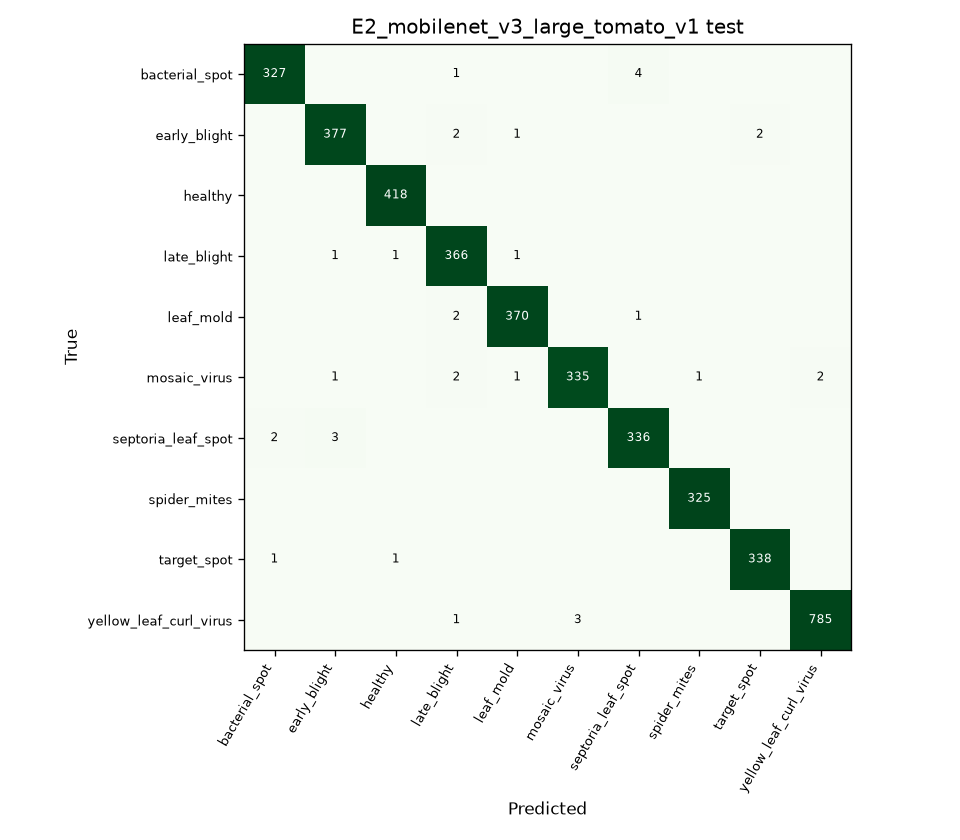 E2_mobilenet_v3_large_tomato_v1 test
bacterial_spot 327 1 4
early_blight 377 2 1 2
healthy 418
late_blight 1 1 366 1
leaf_mold 2 370 1
mosaic_virus 1 2 1 335 1 2
septoria_leaf_spot 2 3 336
spider_mites 325
target_spot 1 1 338
yellow_leaf_curl_virus 1 3 785
True
bacterial_spot
early_blight
healthy
late_blight
leaf_mold
mosaic_virus
septoria_leaf_spot
spider_mites
target_spot
yellow_leaf_curl_virus
Predicted